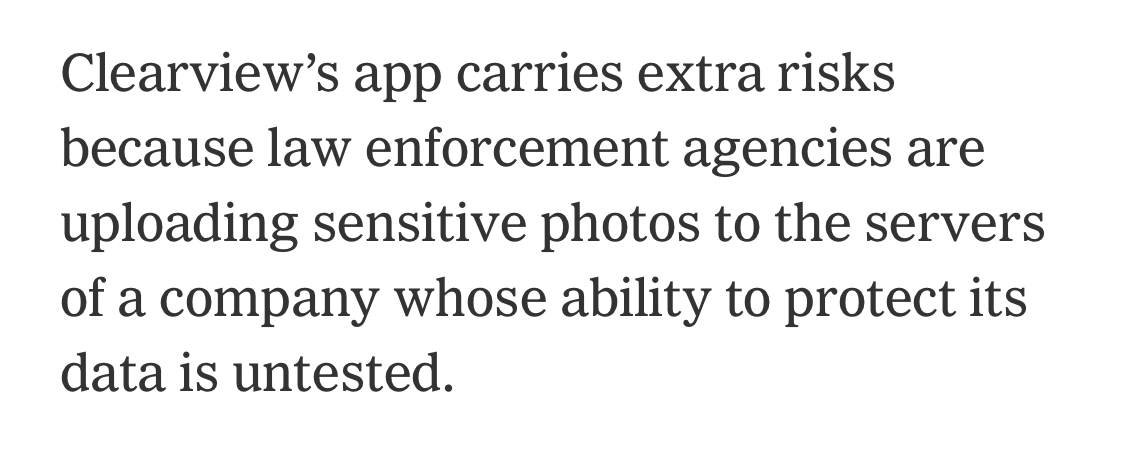 Clearview’s app carries extra risks
because law enforcement agencies are
uploading sensitive photos to the servers
of a company whose ability to protect its
data is untested.